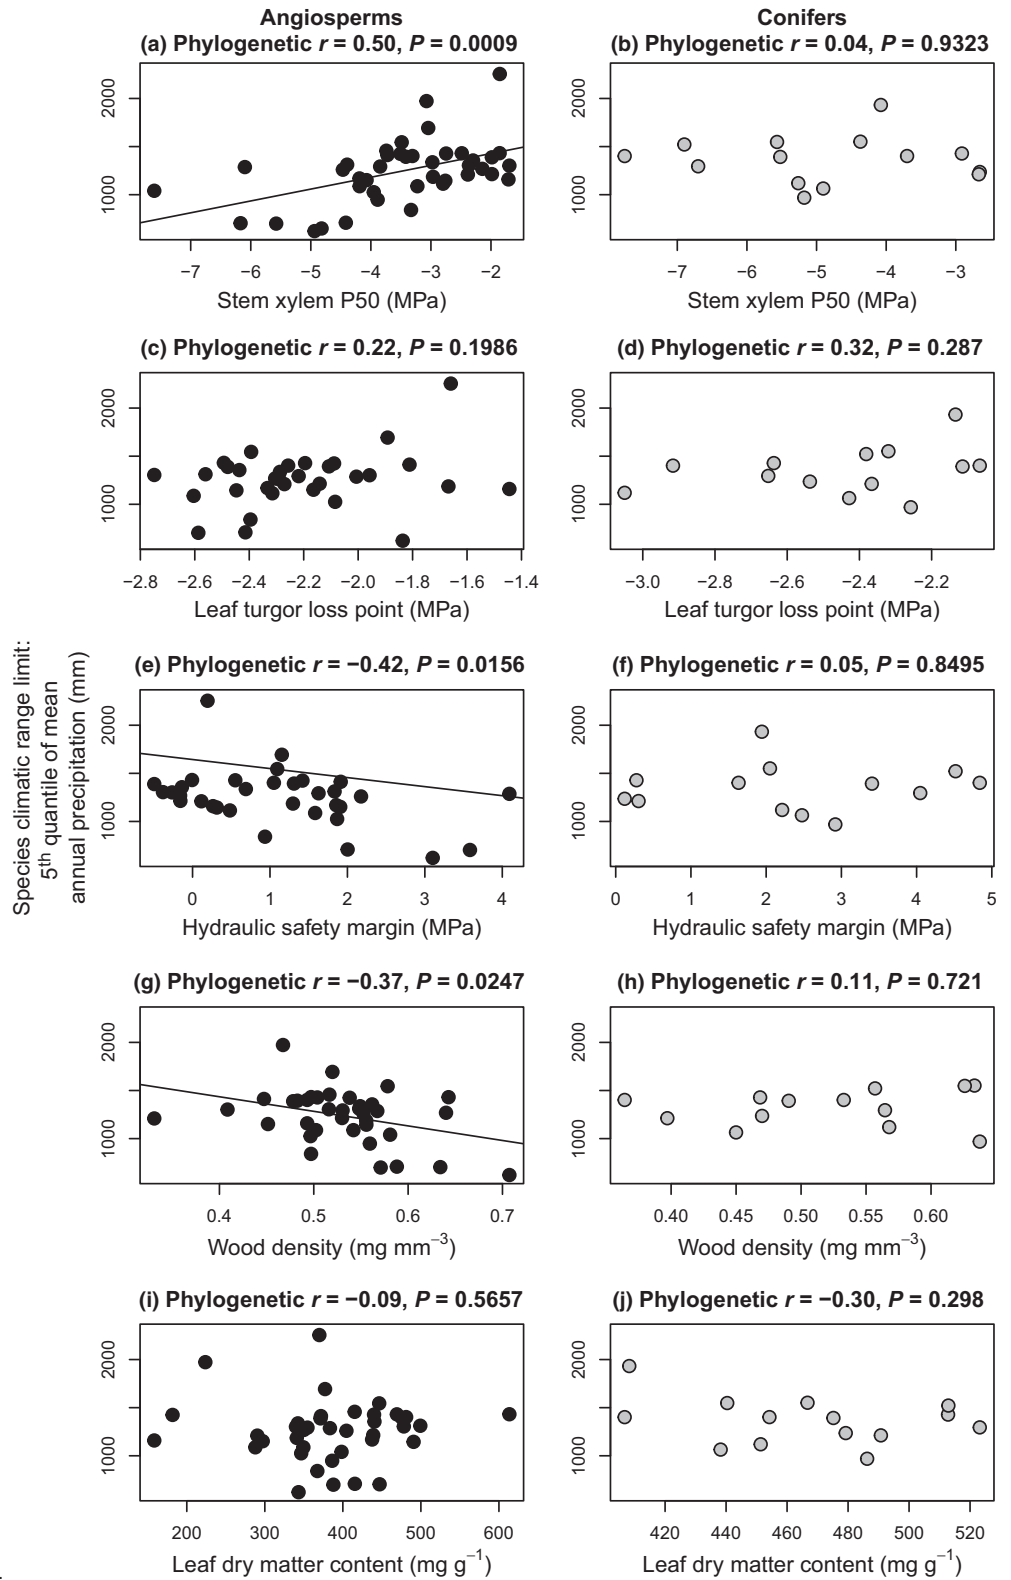 Angiosperms
Conifers
(a) Phylogenetic r = 0.50, P = 0.0009
(b) Phylogenetic r = 0.04, P = 0.9323
2000
1000
−7 −6 −5 −4 −3 −2
Stem xylem P50 (MPa)
2000
1000
−7 −6 −5 −4 −3
Stem xylem P50 (MPa)
(c) Phylogenetic r = 0.22, P = 0.1986
(d) Phylogenetic r = 0.32, P = 0.287
2000
1000
−2.8 −2.6 −2.4 −2.2 −2.0 −1.8 −1.6 −1.4
Leaf turgor loss point (MPa)
2000
1000
−3.0 −2.8 −2.6 −2.4 −2.2
Leaf turgor loss point (MPa)
Species climatic range limit:
5th quantile of mean
annual precipitation (mm)
(e) Phylogenetic r = −0.42, P = 0.0156
(f) Phylogenetic r = 0.05, P = 0.8495
2000
1000
0 1 2 3 4
Hydraulic safety margin (MPa)
2000
1000
0 1 2 3 4 5
Hydraulic safety margin (MPa)
(g) Phylogenetic r = −0.37, P = 0.0247
(h) Phylogenetic r = 0.11, P = 0.721
2000
1000
0.4 0.5 0.6 0.7
Wood density (mg mm−3)
2000
1000
0.40 0.45 0.50 0.55 0.60
Wood density (mg mm−3)
(i) Phylogenetic r = −0.09, P = 0.5657
(j) Phylogenetic r = −0.30, P = 0.298
2000
1000
200 300 400 500 600
Leaf dry matter content (mg g−1)
2000
1000
420 440 460 480 500 520
Leaf dry matter content (mg g−1)